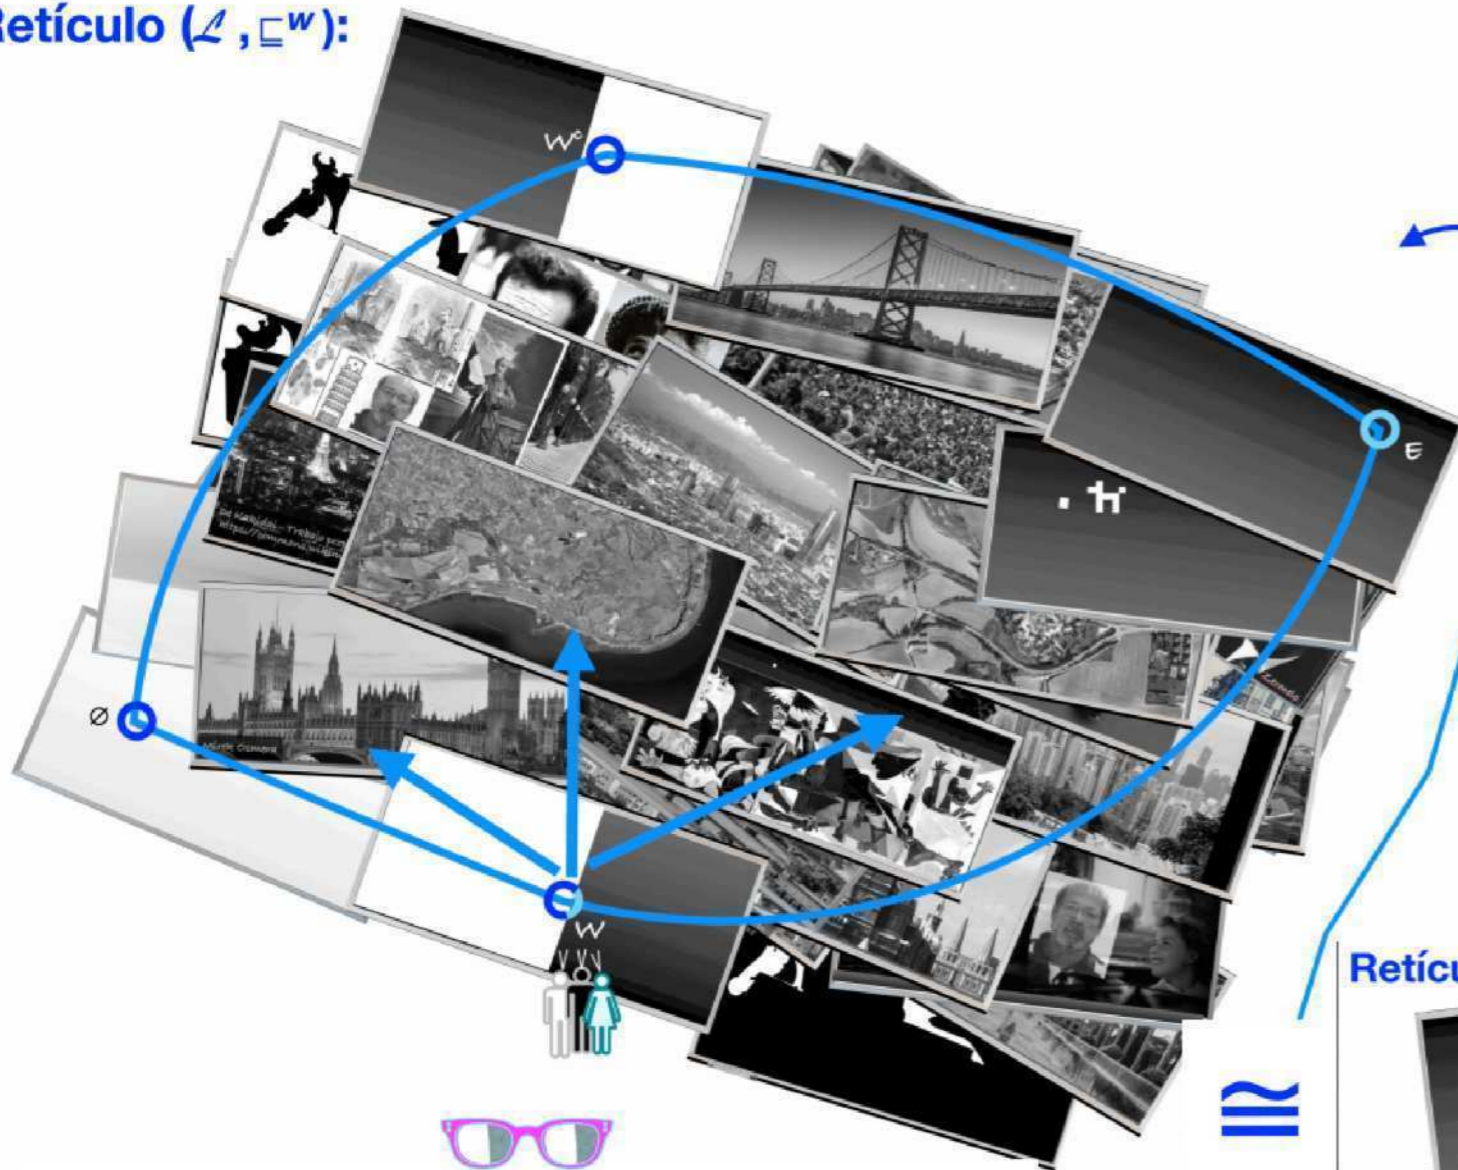 Retículo (ℒ , ⊑ʷ):
Wᶜ
E
∅
W
Retícu
≅